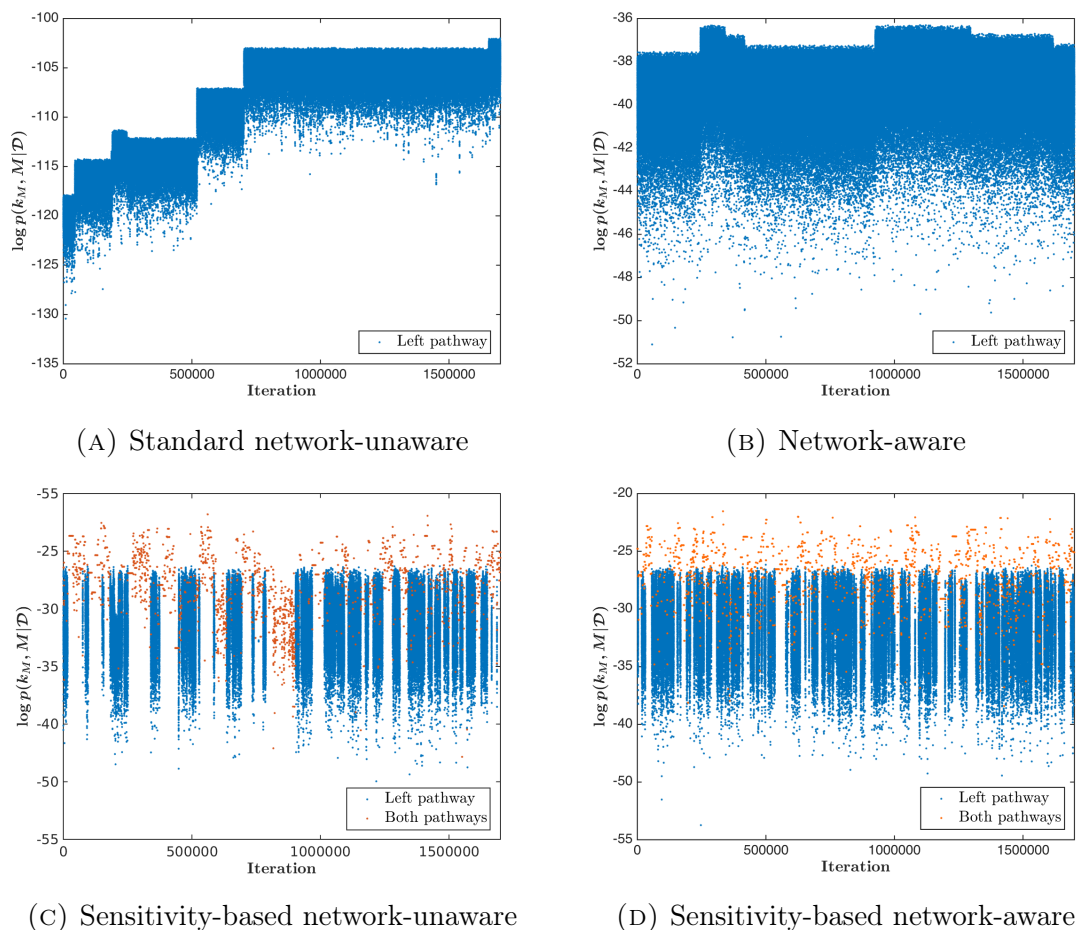 -100
-105
-110
-115
-120
-125
-130
-135
log p(k_M, M|𝒟)
0 500000 1000000 1500000
Iteration
Left pathway
(A) Standard network-unaware
-36
-38
-40
-42
-44
-46
-48
-50
-52
log p(k_M, M|𝒟)
0 500000 1000000 1500000
Iteration
Left pathway
(B) Network-aware
-55
-25
-30
-35
-40
-50
-55
log p(k_M, M|𝒟)
0 500000 1000000 1500000
Iteration
Left pathway
Both pathways
(C) Sensitivity-based network-unaware
-20
-25
-30
-35
-40
-50
-55
log p(k_M, M|𝒟)
0 500000 1000000 1500000
Iteration
Left pathway
Both pathways
(D) Sensitivity-based network-aware